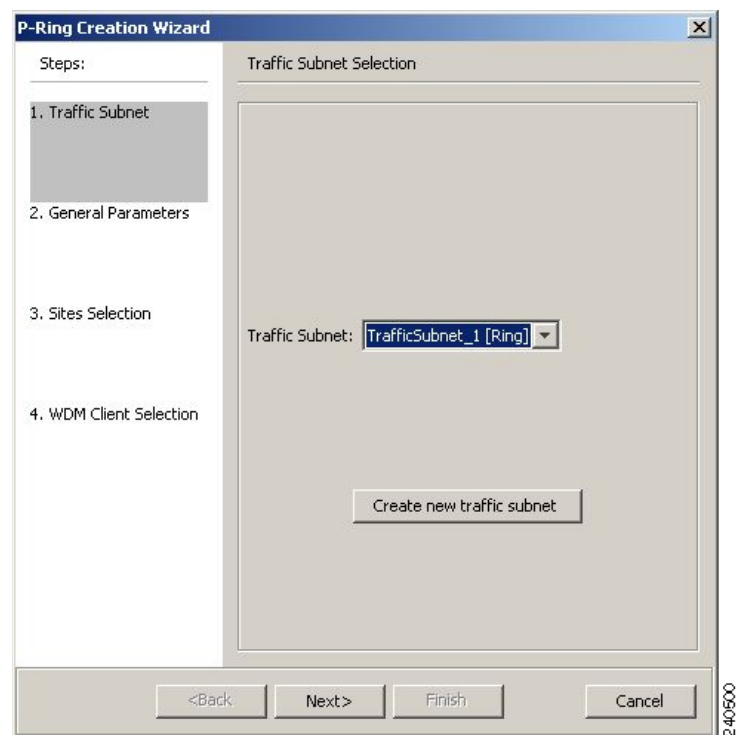 P-Ring Creation Wizard
Steps:
Traffic Subnet Selection
1. Traffic Subnet
2. General Parameters
3. Sites Selection
4. WDM Client Selection
Traffic Subnet: TrafficSubnet_1 [Ring]
Create new traffic subnet
<Back Next> Finish Cancel
240500